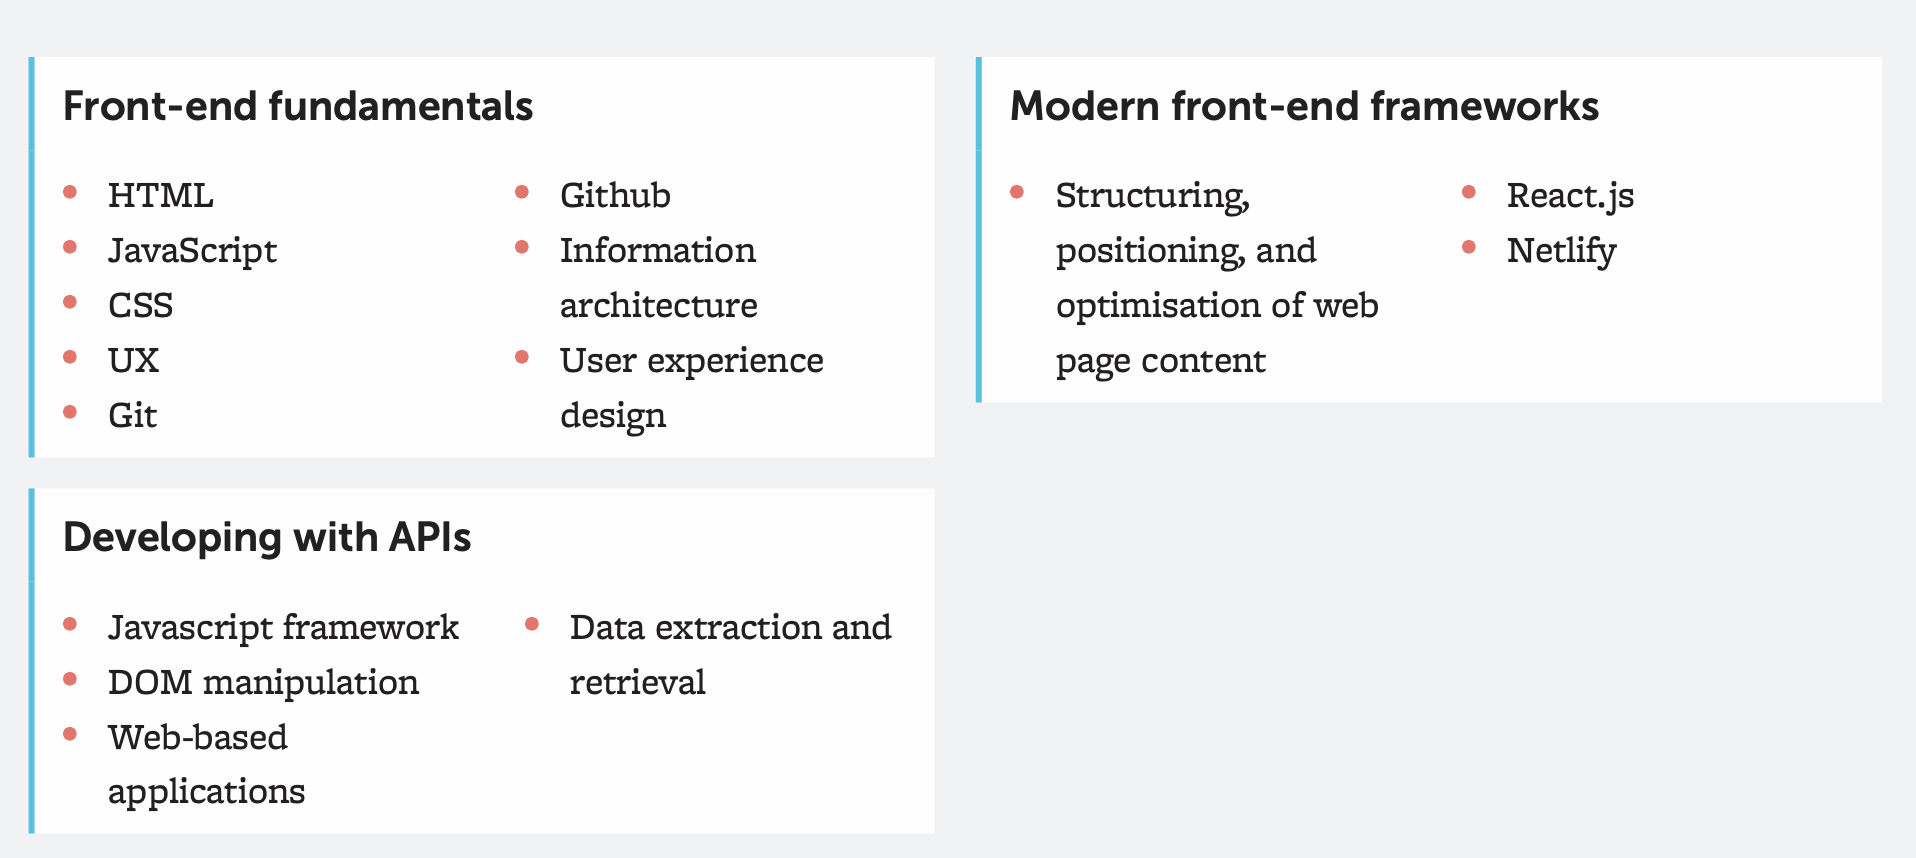 Front-end fundamentals
HTML
JavaScript
CSS
UX
Git
Github
Information
architecture
User experience
design
Modern front-end frameworks
Structuring,
positioning, and
optimisation of web
page content
React.js
Netlify
Developing with APIs
Javascript framework
DOM manipulation
Web-based
applications
Data extraction and
retrieval